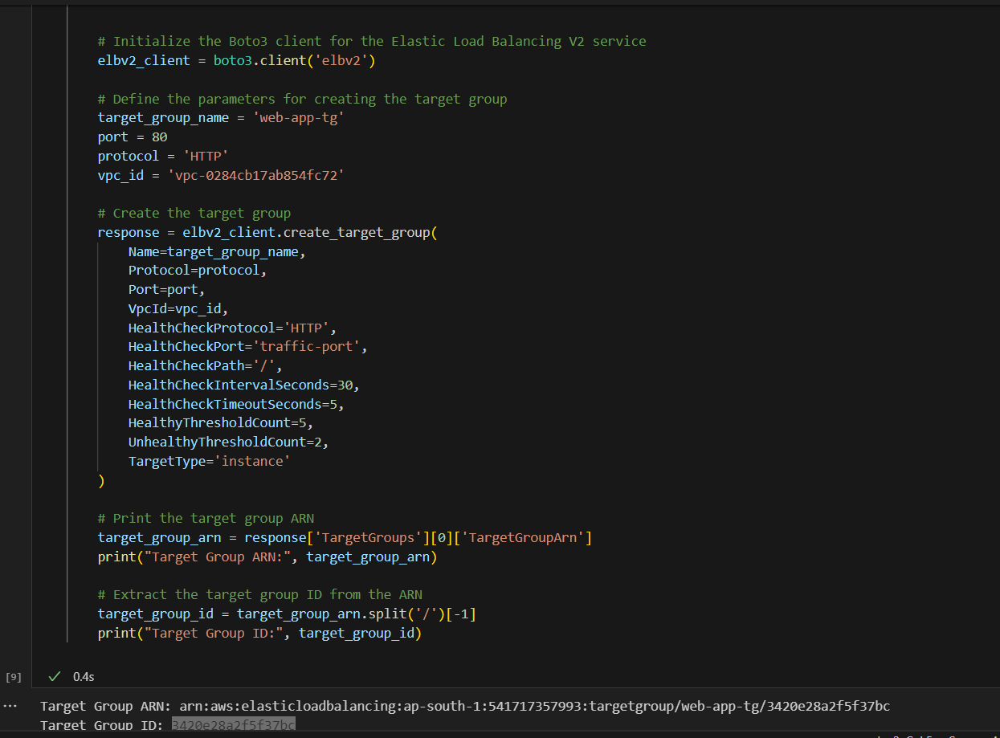 # Initialize the Boto3 client for the Elastic Load Balancing V2 service
elbv2_client = boto3.client('elbv2')
# Define the parameters for creating the target group
target_group_name = 'web-app-tg'
port = 80
protocol = 'HTTP'
vpc_id = 'vpc-0284cb17ab854fc72'
# Create the target group
response = elbv2_client.create_target_group(
    Name=target_group_name,
    Protocol=protocol,
    Port=port,
    VpcId=vpc_id,
    HealthCheckProtocol='HTTP',
    HealthCheckPort='traffic-port',
    HealthCheckPath='/',
    HealthCheckIntervalSeconds=30,
    HealthCheckTimeoutSeconds=5,
    HealthyThresholdCount=5,
    UnhealthyThresholdCount=2,
    TargetType='instance'
)
# Print the target group ARN
target_group_arn = response['TargetGroups'][0]['TargetGroupArn']
print("Target Group ARN:", target_group_arn)
# Extract the target group ID from the ARN
target_group_id = target_group_arn.split('/')[-1]
print("Target Group ID:", target_group_id)
[9] ✓ 0.4s
... Target Group ARN: arn:aws:elasticloadbalancing:ap-south-1:541717357993:targetgroup/web-app-tg/3420e28a2f5f37bc
Target Group ID: 3420e28a2f5f37bc